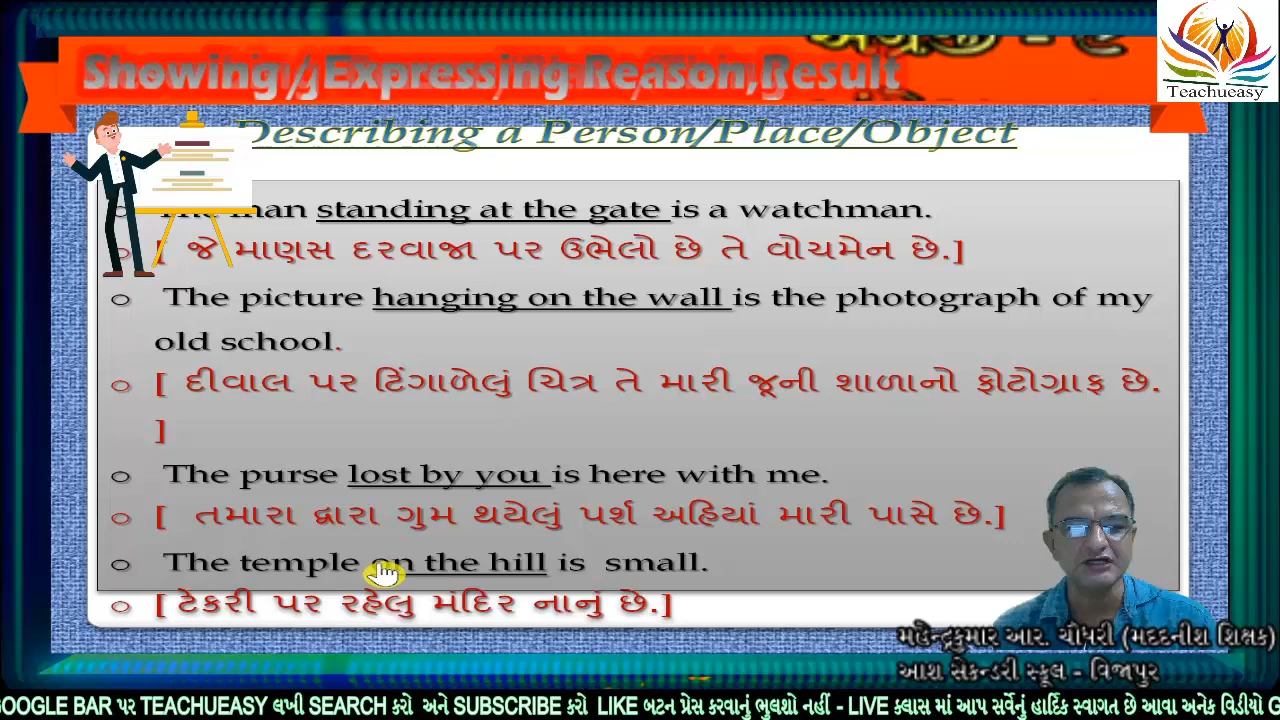 Showing / Expressing Reason,Result
Teachueasy
Describing a Person/Place/Object
man standing at the gate is a watchman.
[ જે માણસ દરવાજા પર ઉભેલો છે તે વોચમેન છે.]
The picture hanging on the wall is the photograph of my
old school.
[ દીવાલ પર ટિંગાળેલું ચિત્ર તે મારી જૂની શાળાનો ફોટોગ્રાફ છે.
]
The purse lost by you is here with me.
[ તમારા દ્વારા ગુમ થયેલું પર્શ અહિયાં મારી પાસે છે.]
The temple on the hill is small.
[ ટેકરી પર રહેલુ મંદિર નાનું છે.]
મહેન્દ્રકુમાર આર. ચૌધરી (મદદનીશ શિક્ષક)
આશ સેકન્ડરી સ્કૂલ - વિજાપુર
GOOGLE BAR પર TEACHUEASY લખી SEARCH કરો અને SUBSCRIBE કરો LIKE બટન પ્રેસ કરવાનું ભુલશો નહીં - LIVE ક્લાસ માં આપ સર્વેનું હાર્દિક સ્વાગત છે આવા અનેક વિડીયો G